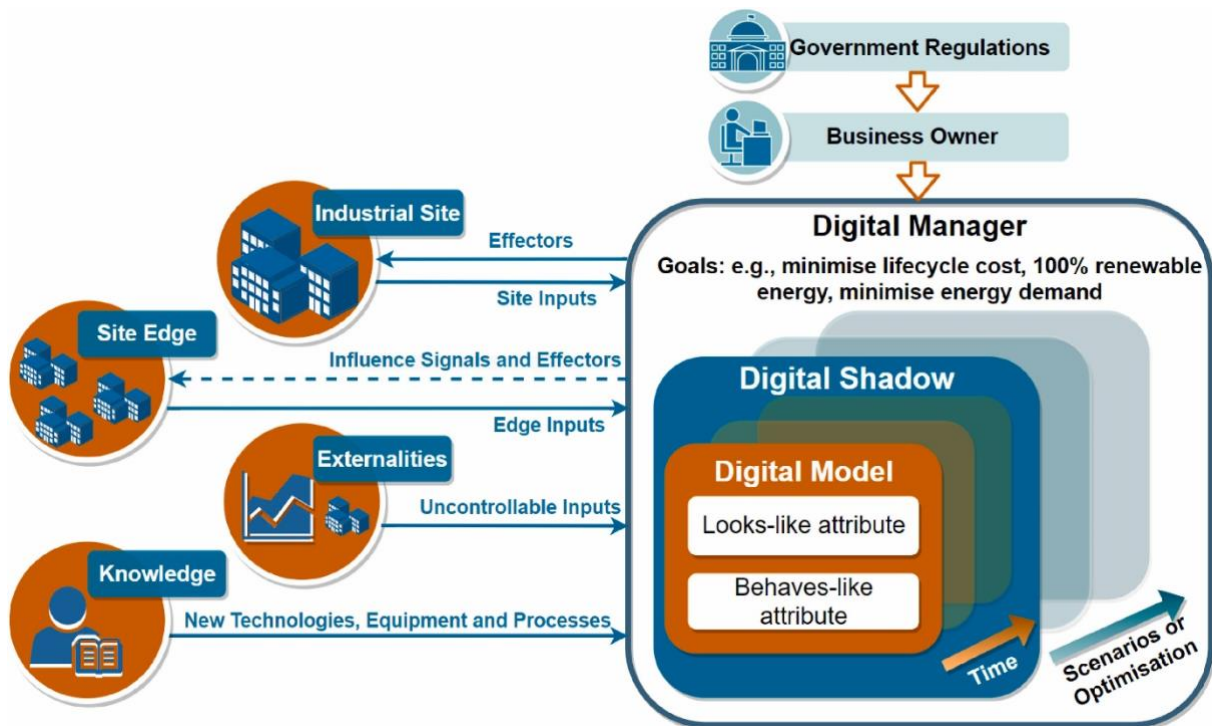 Government Regulations
Business Owner
Digital Manager
Goals: e.g., minimise lifecycle cost, 100% renewable
energy, minimise energy demand
Industrial Site
Effectors
Site Inputs
Site Edge
Influence Signals and Effectors
Edge Inputs
Externalities
Uncontrollable Inputs
Knowledge
New Technologies, Equipment and Processes
Digital Shadow
Digital Model
Looks-like attribute
Behaves-like
attribute
Time
Scenarios or
Optimisation